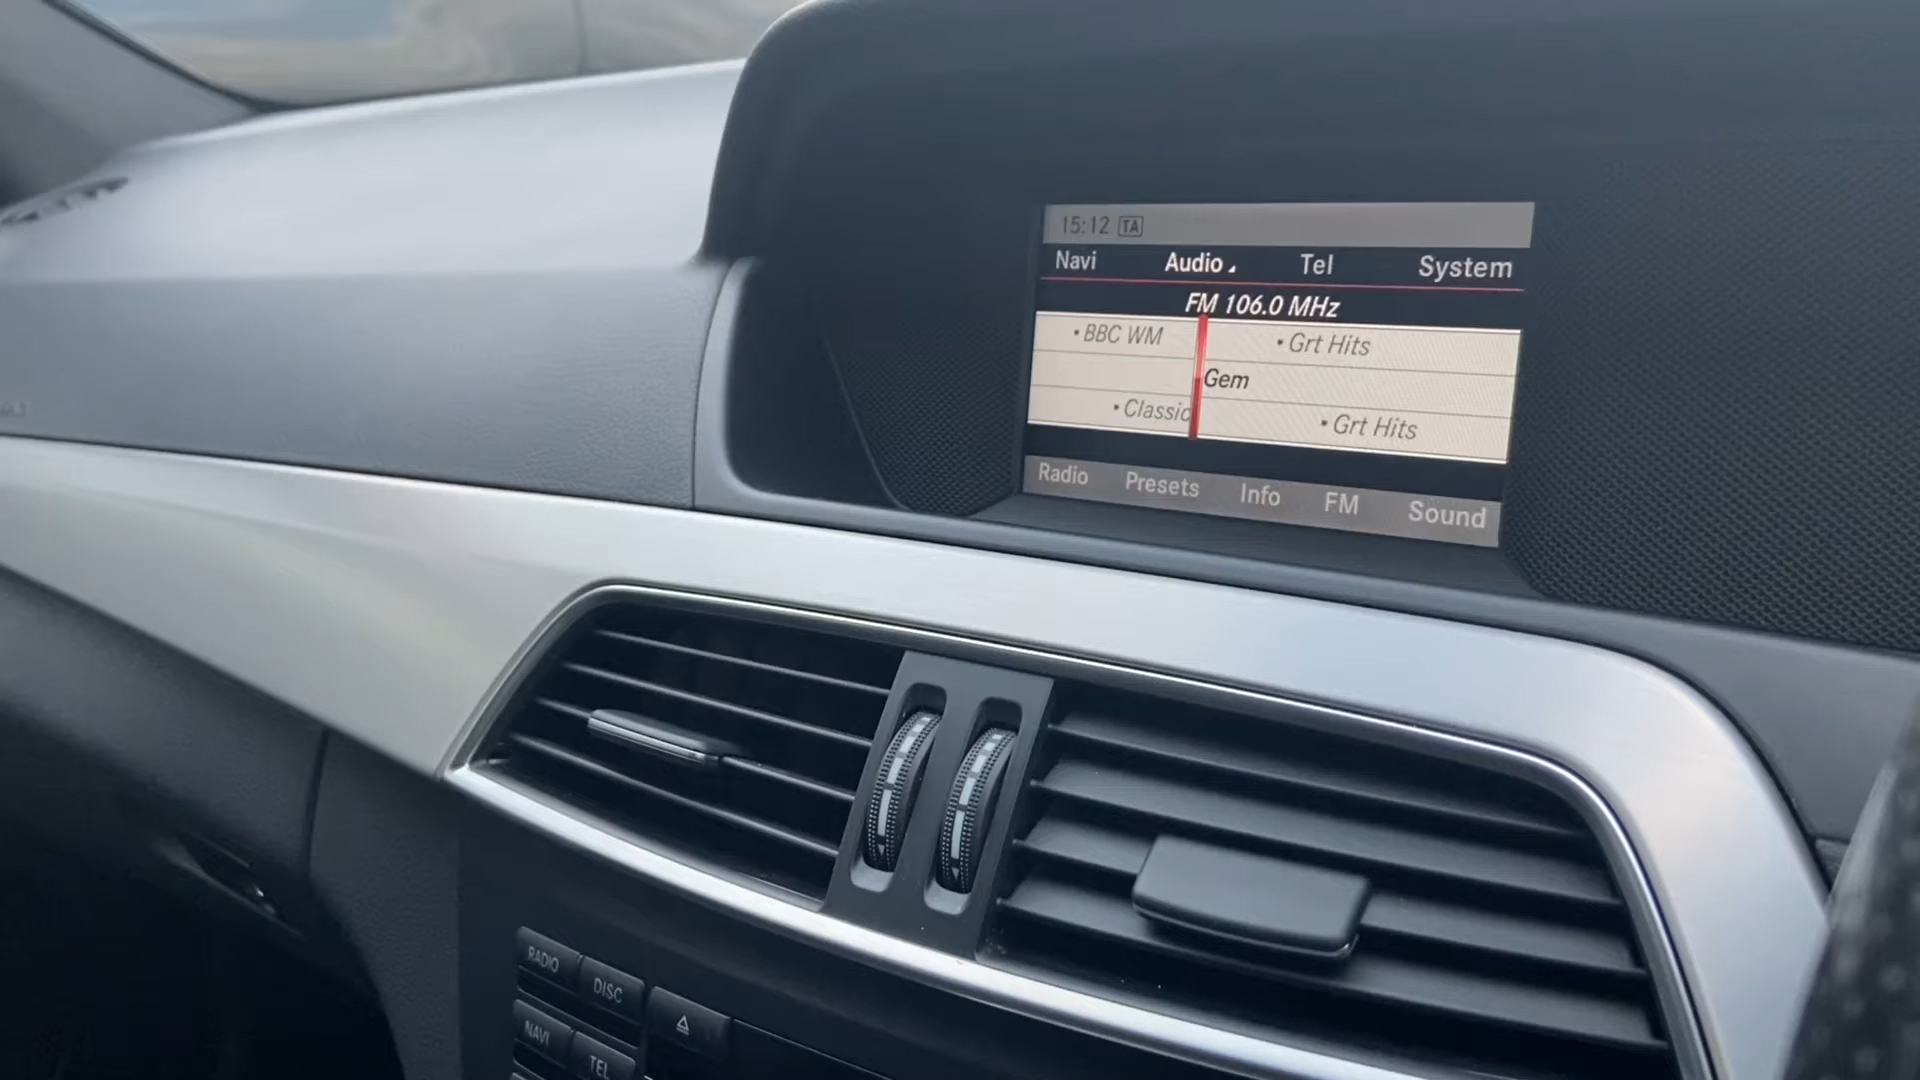 15:12 TA
Navi Audio Tel System
FM 106.0 MHz
• BBC WM • Grt Hits
Gem
• Classic • Grt Hits
Radio Presets Info FM Sound
RADIO DISC
NAVI TEL